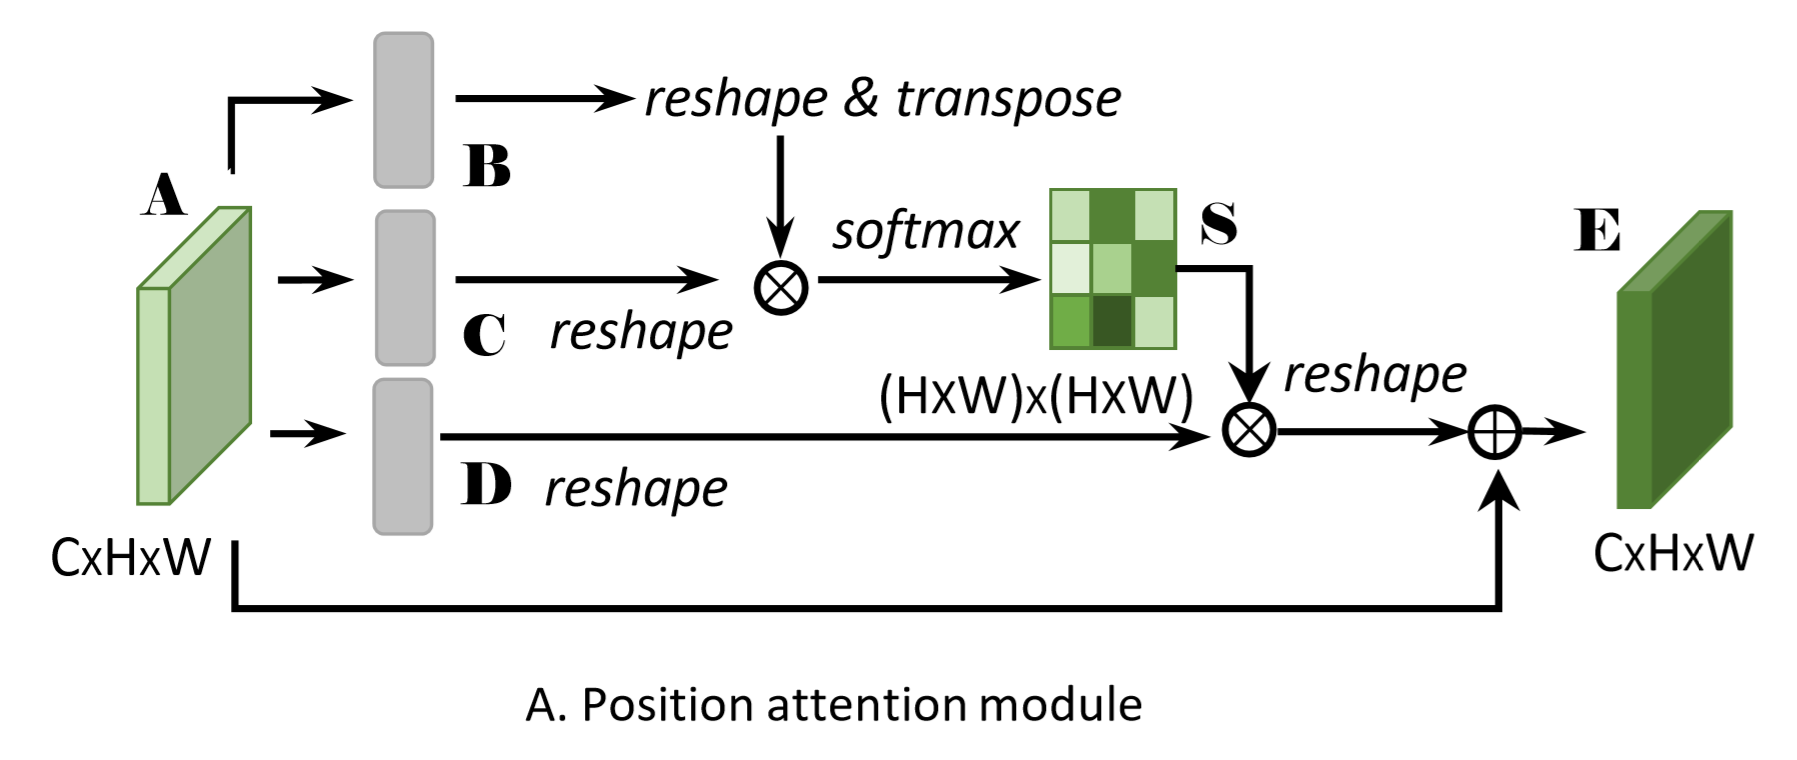 reshape & transpose
B
A
softmax
S
E
C
reshape
reshape
(HxW)x(HxW)
D
reshape
CxHxW
CxHxW
A. Position attention module